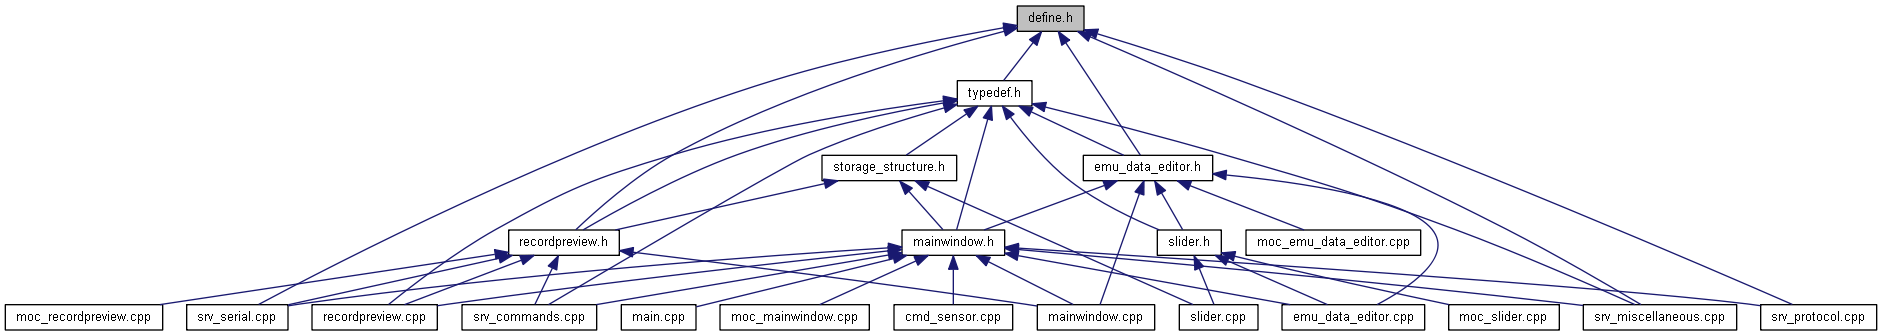 define.h
typedef.h
storage_structure.h
emu_data_editor.h
recordpreview.h
mainwindow.h
slider.h
moc_emu_data_editor.cpp
moc_recordpreview.cpp
srv_serial.cpp
recordpreview.cpp
srv_commands.cpp
main.cpp
moc_mainwindow.cpp
cmd_sensor.cpp
mainwindow.cpp
slider.cpp
emu_data_editor.cpp
moc_slider.cpp
srv_miscellaneous.cpp
srv_protocol.cpp